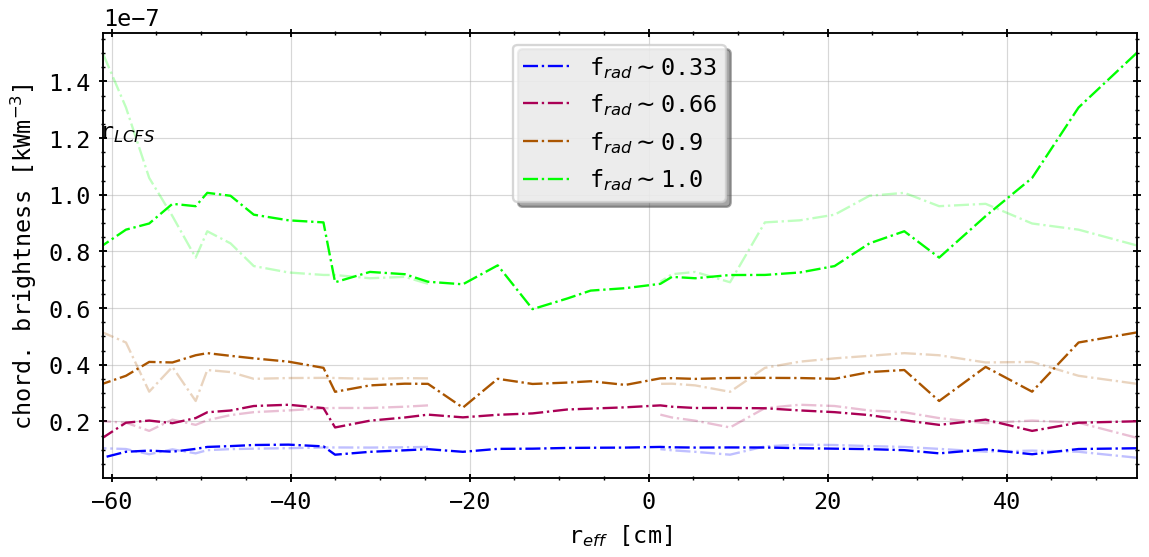 1e−7
chord. brightness [kWm⁻³]
1.4
1.2
1.0
0.8
0.6
0.4
0.2
r_LCFS
f_rad ∼ 0.33
f_rad ∼ 0.66
f_rad ∼ 0.9
f_rad ∼ 1.0
−60 −40 −20 0 20 40
r_eff [cm]